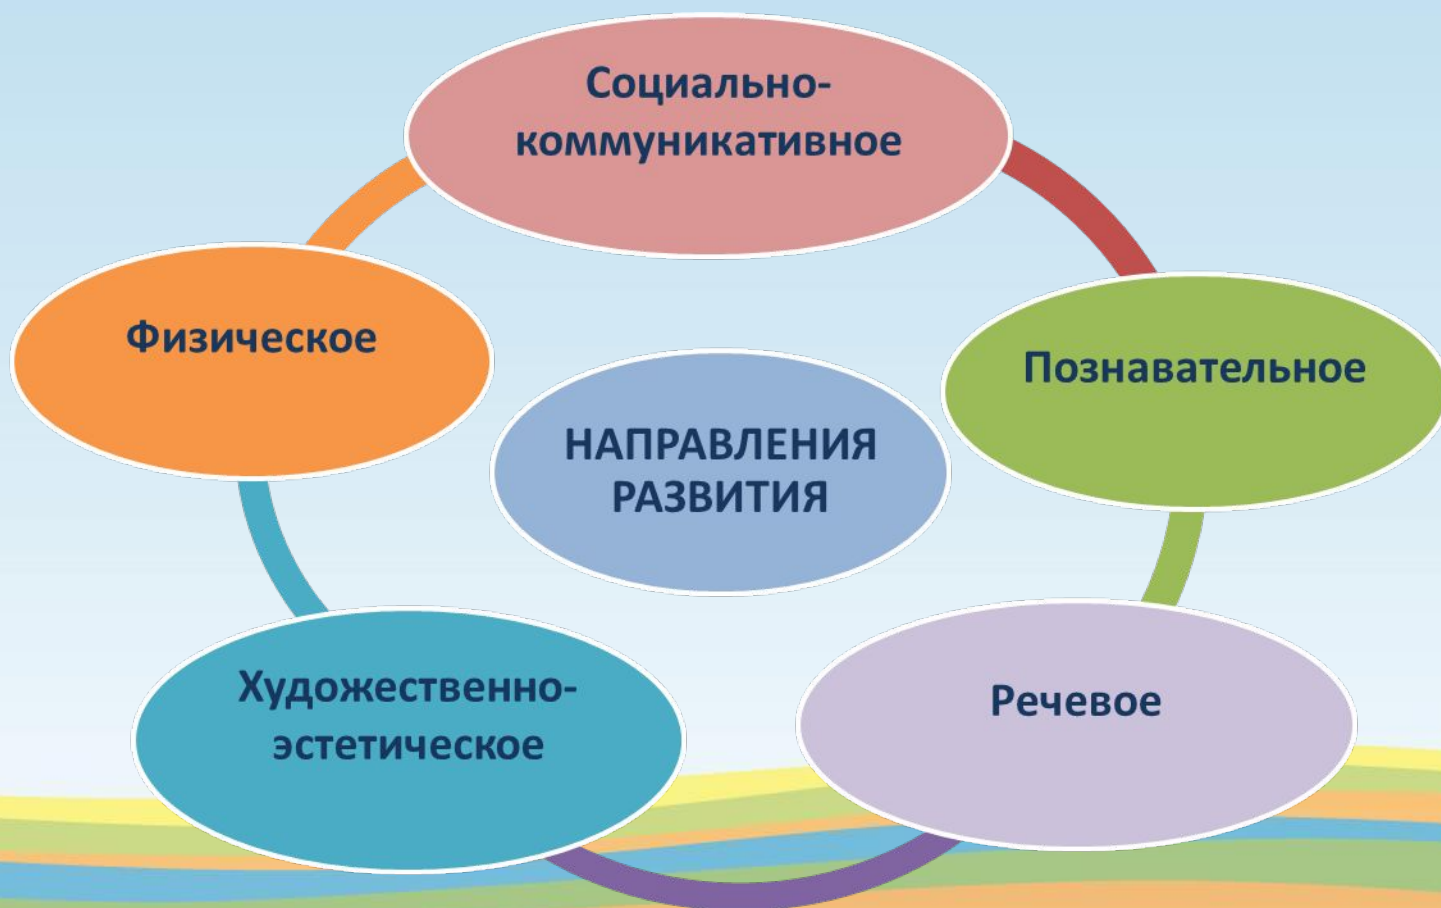 Социально-
коммуникативное
Физическое
Познавательное
НАПРАВЛЕНИЯ
РАЗВИТИЯ
Художественно-
эстетическое
Речевое